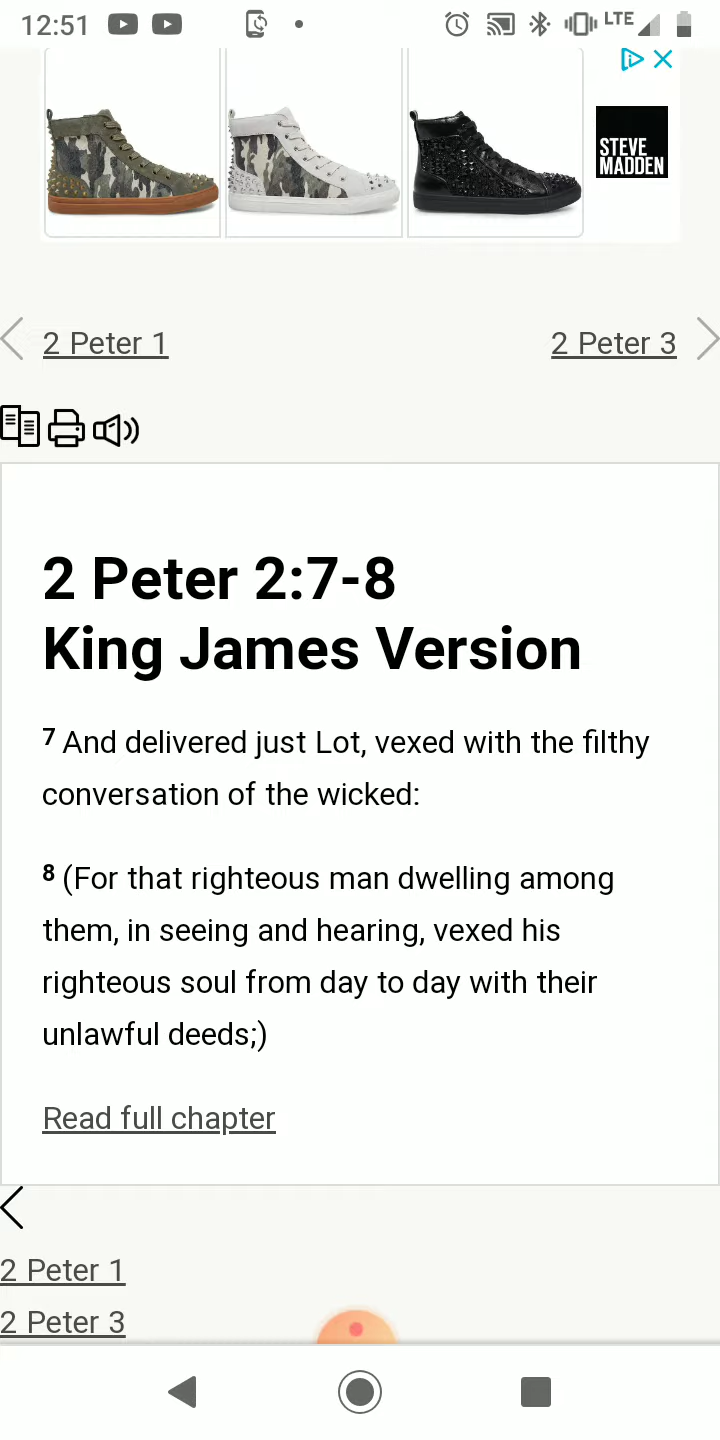 12:51
LTE
STEVE
MADDEN
2 Peter 1
2 Peter 3
2 Peter 2:7-8
King James Version
7 And delivered just Lot, vexed with the filthy
conversation of the wicked:
8 (For that righteous man dwelling among
them, in seeing and hearing, vexed his
righteous soul from day to day with their
unlawful deeds;)
Read full chapter
2 Peter 1
2 Peter 3